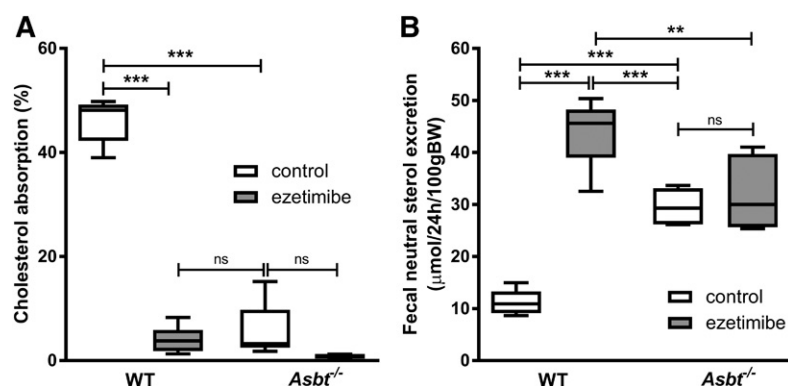 A
Cholesterol absorption (%)
60
40
20
0
***
***
control
ezetimibe
ns
ns
WT
Asbt-/-
B
Fecal neutral sterol excretion
(μmol/24h/100gBW)
60
50
40
30
20
10
0
**
***
***
***
ns
control
ezetimibe
WT
Asbt-/-